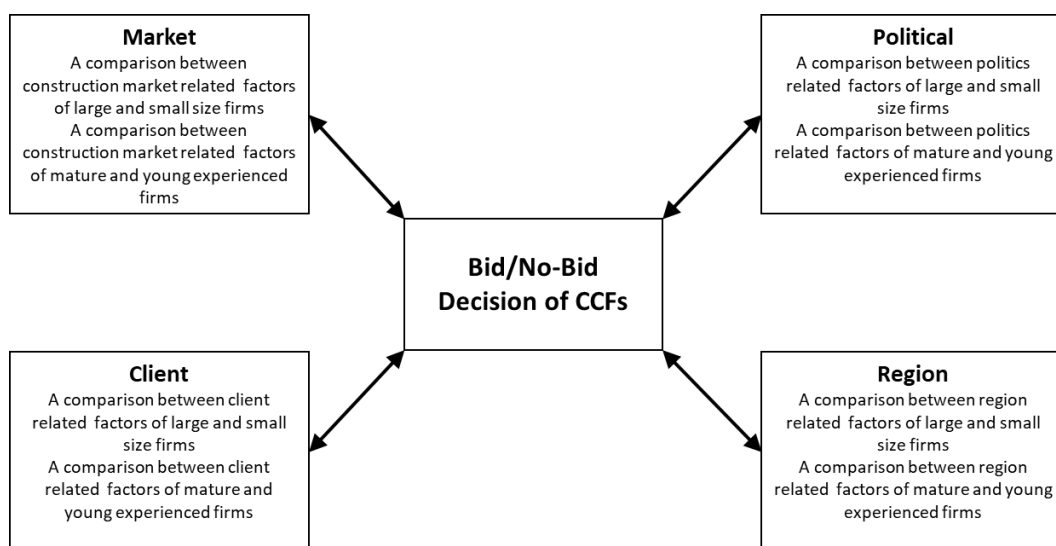 Market
A comparison between
construction market related factors
of large and small size firms
A comparison between
construction market related factors
of mature and young experienced
firms
Political
A comparison between politics
related factors of large and small
size firms
A comparison between politics
related factors of mature and young
experienced firms
Bid/No-Bid
Decision of CCFs
Client
A comparison between client
related factors of large and small
size firms
A comparison between client
related factors of mature and
young experienced firms
Region
A comparison between region
related factors of large and small
size firms
A comparison between region
related factors of mature and young
experienced firms